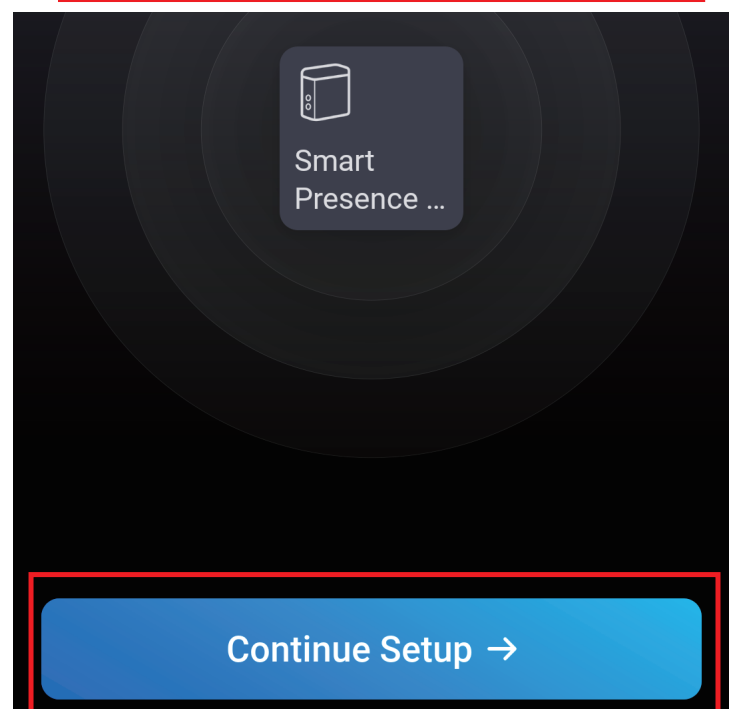 Smart
Presence ...
Continue Setup →